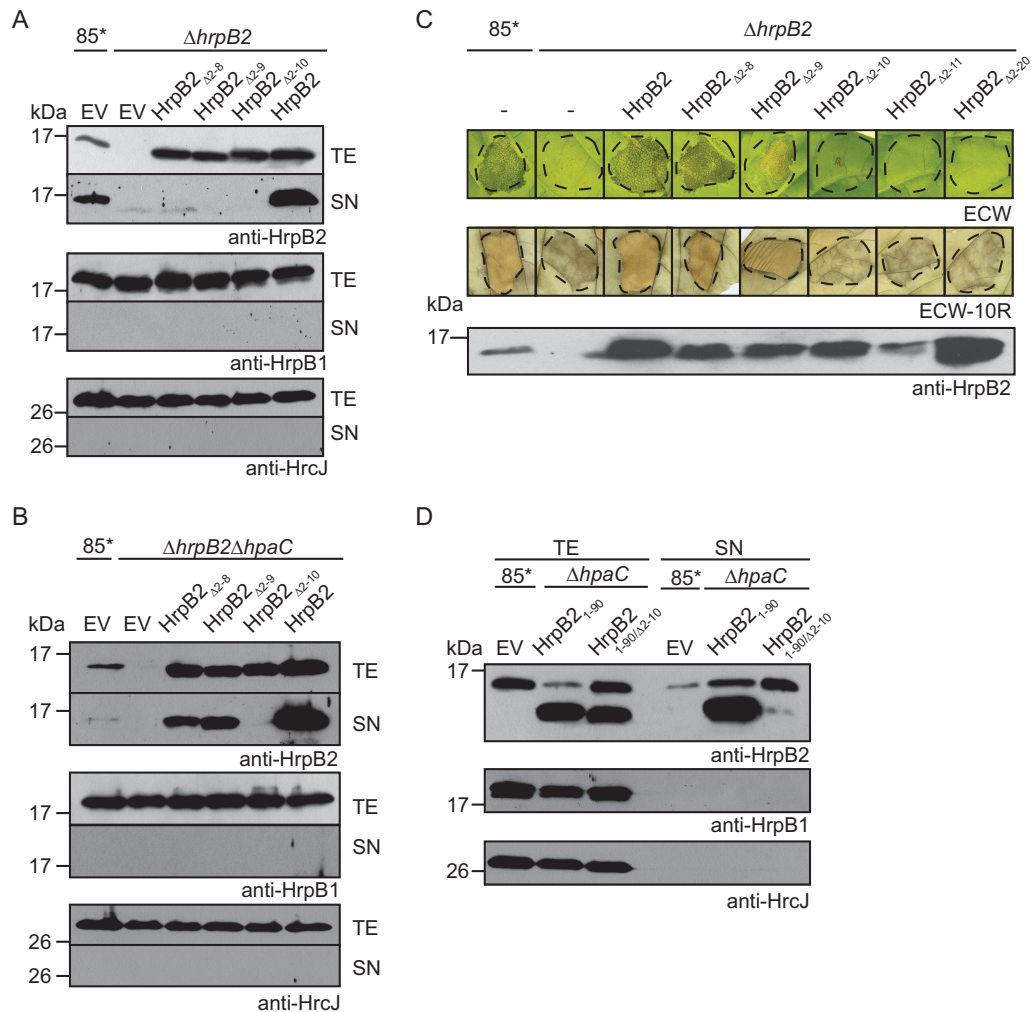 A
85* ΔhrpB2
kDa EV EV HrpB2Δ2-8 HrpB2Δ2-9 HrpB2Δ2-10 HrpB2
17 TE
17 SN
anti-HrpB2
17 TE
17 SN
anti-HrpB1
26 TE
26 SN
anti-HrcJ
B
85* ΔhrpB2ΔhpaC
kDa EV EV HrpB2Δ2-8 HrpB2Δ2-9 HrpB2Δ2-10 HrpB2
17 TE
17 SN
anti-HrpB2
17 TE
17 SN
anti-HrpB1
26 TE
26 SN
anti-HrcJ
C
85* ΔhrpB2
- - HrpB2 HrpB2Δ2-8 HrpB2Δ2-9 HrpB2Δ2-10 HrpB2Δ2-11 HrpB2Δ2-20
ECW
ECW-10R
kDa
17
anti-HrpB2
D
TE SN
85* ΔhpaC 85* ΔhpaC
kDa EV HrpB21-90 HrpB2 1-90/Δ2-10 EV HrpB21-90 HrpB2 1-90/Δ2-10
17
anti-HrpB2
17
anti-HrpB1
26
anti-HrcJ